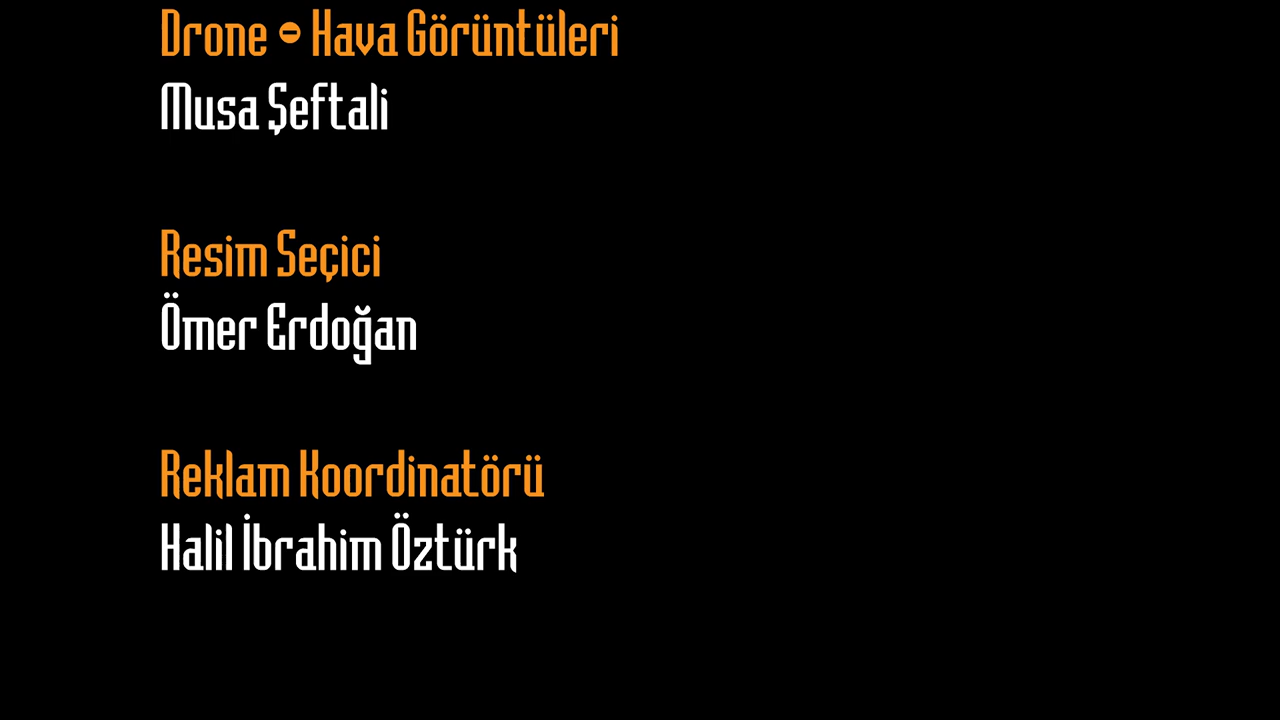 Drone • Hava Görüntüleri
Musa Şeftali
Resim Seçici
Ömer Erdoğan
Reklam Koordinatörü
Halil İbrahim Öztürk